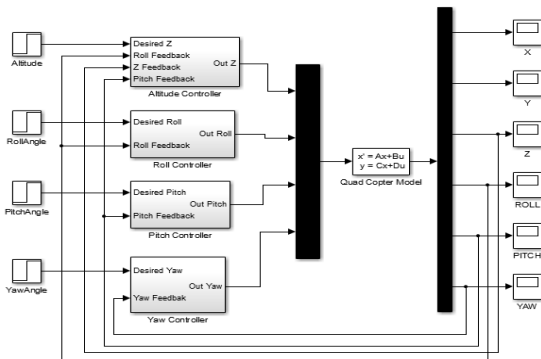 Altitude
Desired Z
Roll Feedback
Z Feedback
Pitch Feedback
Out Z
Altitude Controller
RollAngle
Desired Roll
Roll Feedback
Out Roll
Roll Controller
PitchAngle
Desired Pitch
Pitch Feedback
Out Pitch
Pitch Controller
YawAngle
Desired Yaw
Yaw Feedbak
Out Yaw
Yaw Controller
x' = Ax+Bu
y = Cx+Du
Quad Copter Model
X
Y
Z
ROLL
PITCH
YAW